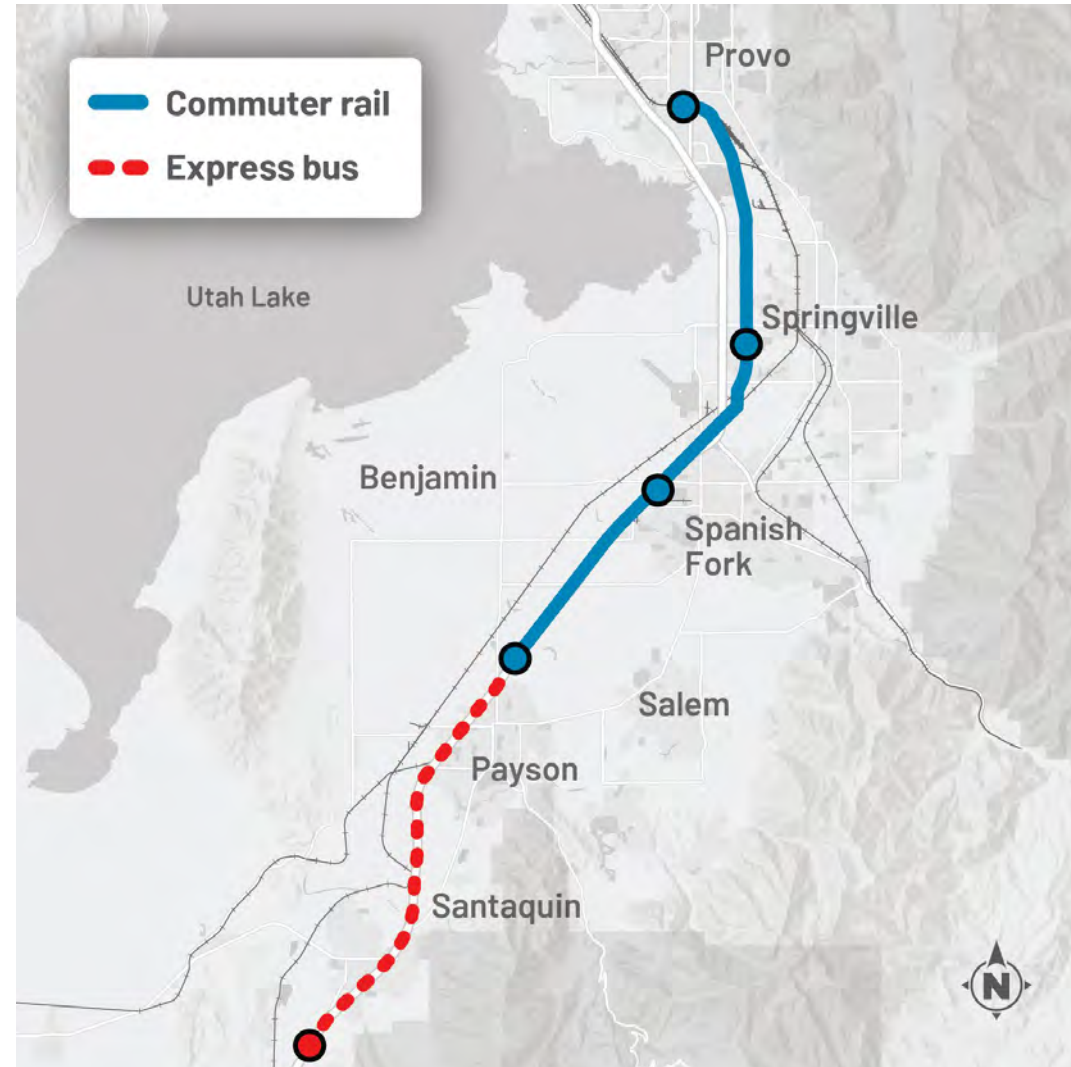 Provo
Commuter rail
Express bus
Utah Lake
Springville
Benjamin
Spanish
Fork
Salem
Payson
Santaquin
N